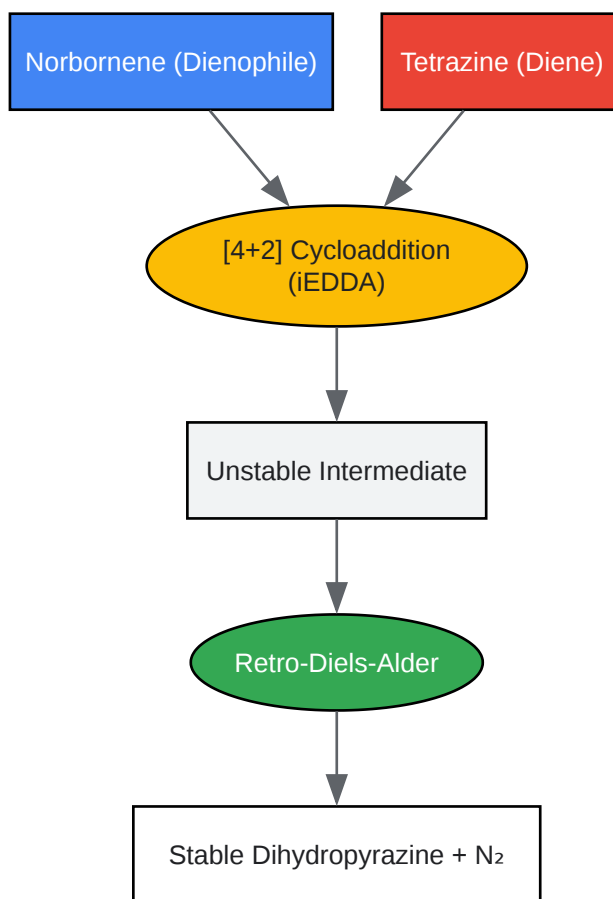 Norbornene (Dienophile)
Tetrazine (Diene)
[4+2] Cycloaddition
(iEDDA)
Unstable Intermediate
Retro-Diels-Alder
Stable Dihydropyrazine + N₂